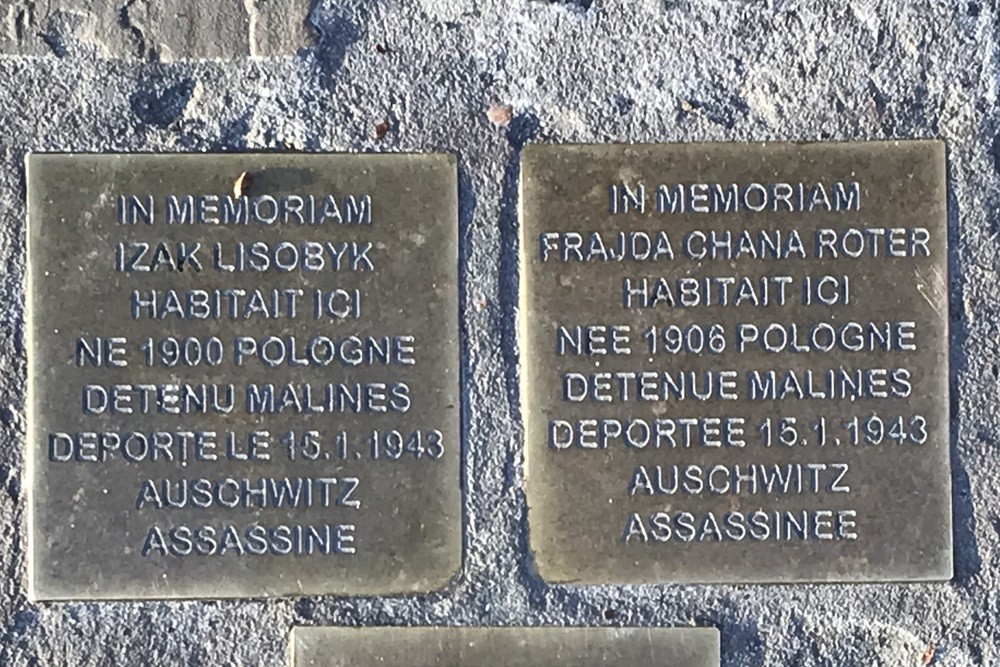 IN MEMORIAM
IZAK LISOBYK
HABITAIT ICI
NE 1900 POLOGNE
DETENU MALINES
DEPORTE LE 15.1.1943
AUSCHWITZ
ASSASSINE
IN MEMORIAM
FRAJDA CHANA ROTER
HABITAIT ICI
NEE 1906 POLOGNE
DETENUE MALINES
DEPORTEE 15.1.1943
AUSCHWITZ
ASSASSINEE